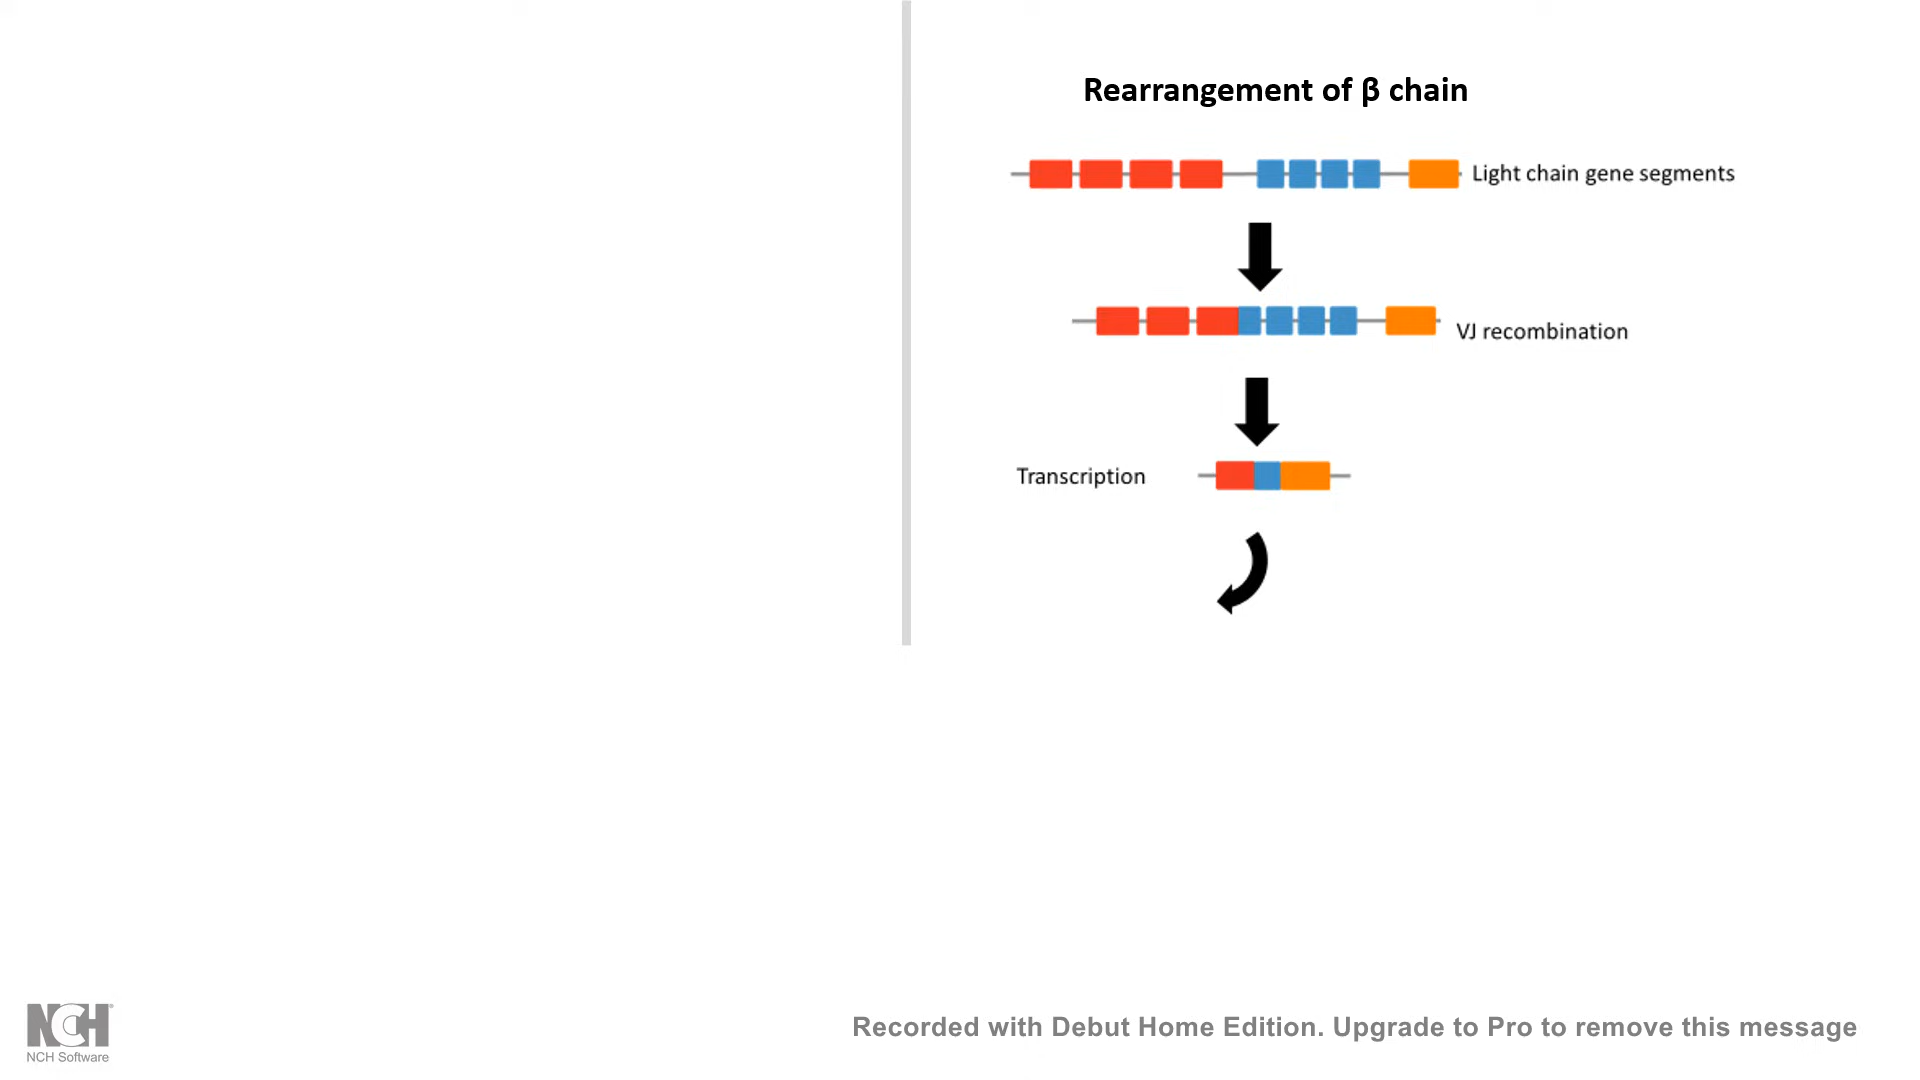 Rearrangement of β chain
Light chain gene segments
VJ recombination
Transcription
NCH
NCH Software
Recorded with Debut Home Edition. Upgrade to Pro to remove this message